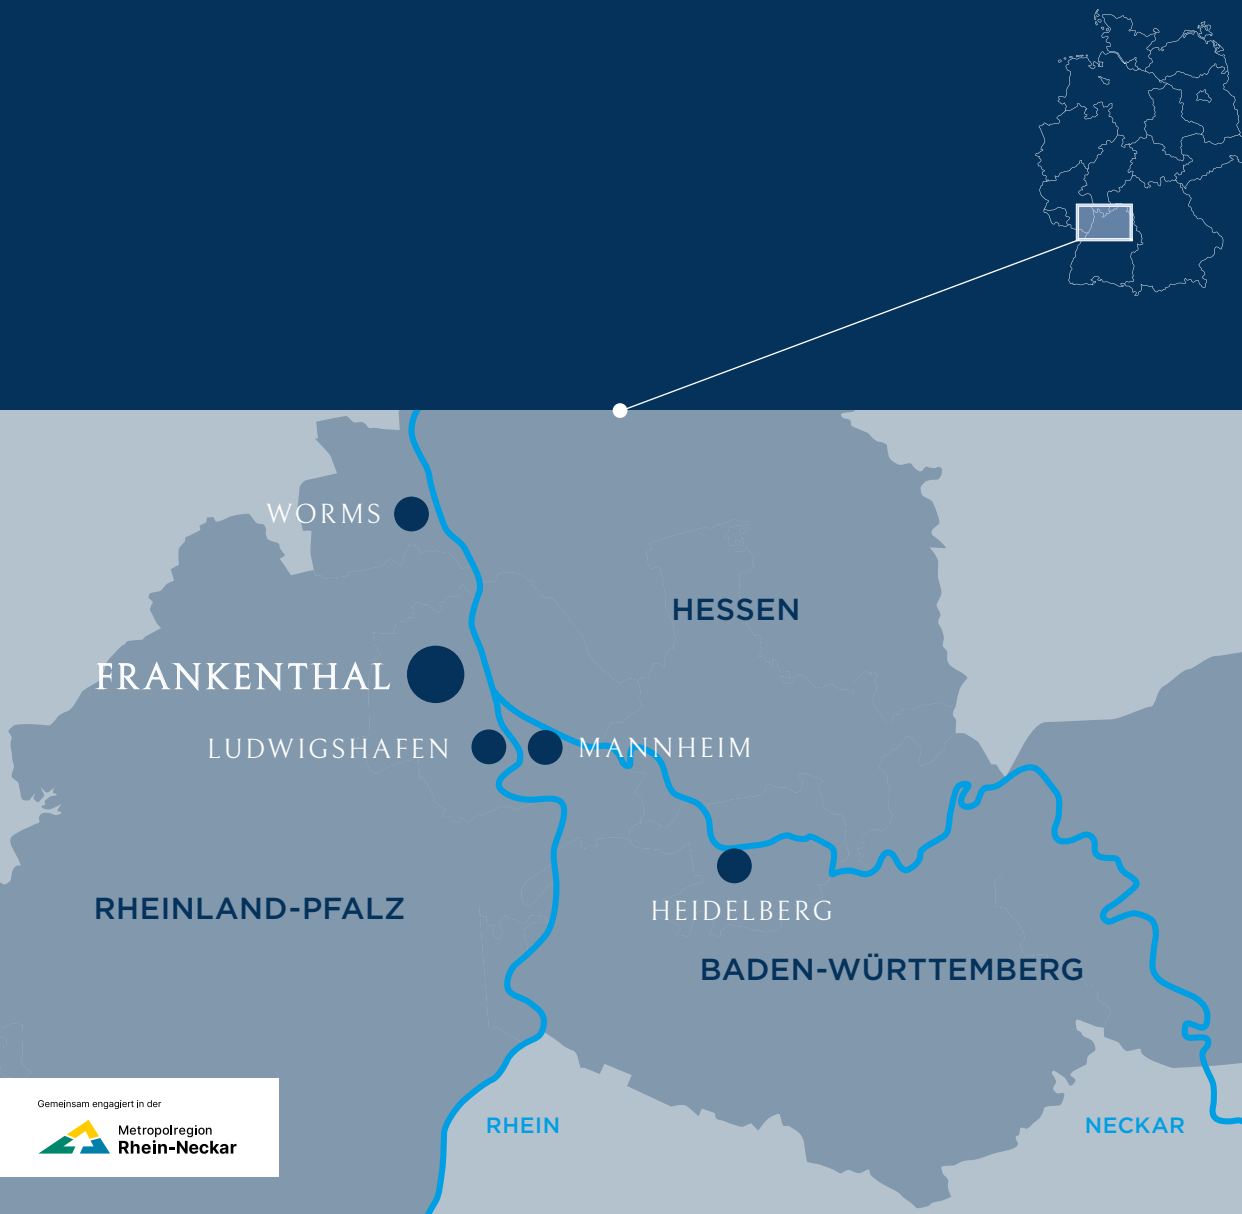 WORMS
HESSEN
FRANKENTHAL
LUDWIGSHAFEN
MANNHEIM
RHEINLAND-PFALZ
HEIDELBERG
BADEN-WÜRTTEMBERG
Gemeinsam engagiert in der
Metropolregion
Rhein-Neckar
RHEIN
NECKAR